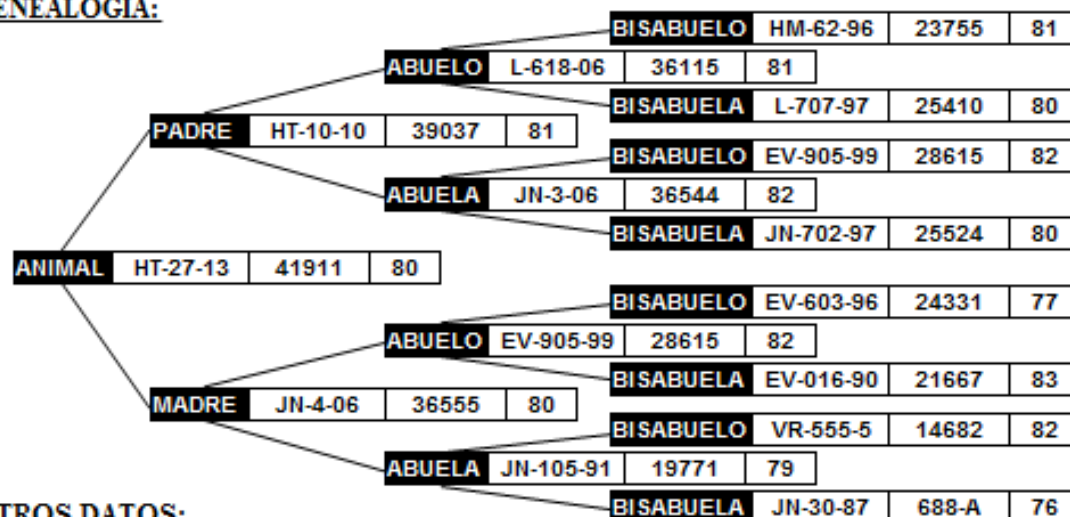 ENEALOGIA:
BISABUELO HM-62-96 23755 81
ABUELO L-618-06 36115 81
BISABUELA L-707-97 25410 80
PADRE HT-10-10 39037 81
BISABUELO EV-905-99 28615 82
ABUELA JN-3-06 36544 82
BISABUELA JN-702-97 25524 80
ANIMAL HT-27-13 41911 80
BISABUELO EV-603-96 24331 77
ABUELO EV-905-99 28615 82
BISABUELA EV-016-90 21667 83
MADRE JN-4-06 36555 80
BISABUELO VR-555-5 14682 82
ABUELA JN-105-91 19771 79
BISABUELA JN-30-87 688-A 76
TROS DATOS: